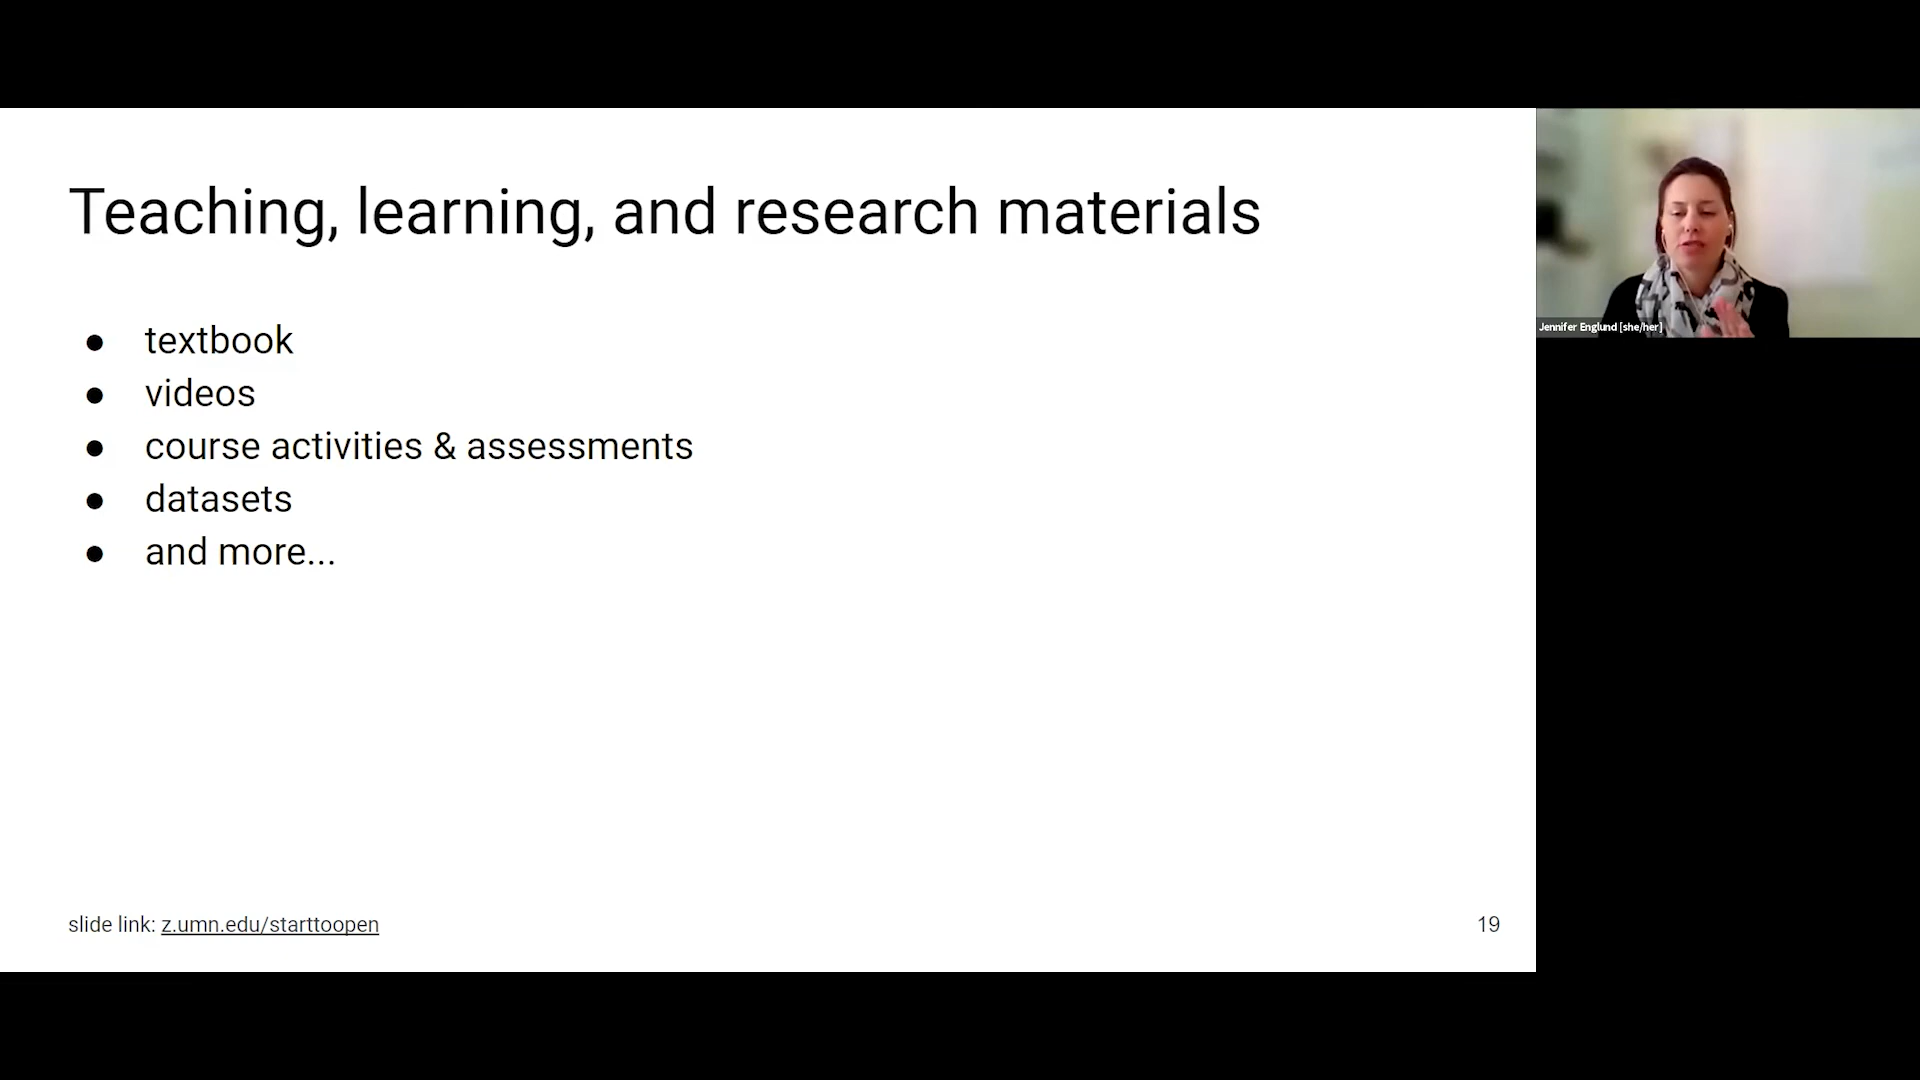 Teaching, learning, and research materials
● textbook
● videos
● course activities & assessments
● datasets
● and more...
slide link: z.umn.edu/starttoopen
19
Jennifer Englund [she/her]